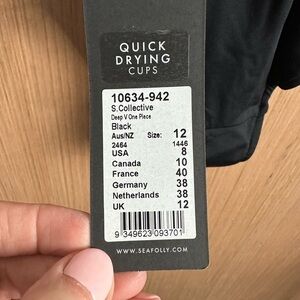 QUICK
DRYING
CUPS
10634-942
S.Collective
Deep V One Piece
Black
Aus/NZ Size: 12
2464 1446
USA 8
Canada 10
France 40
Germany 38
Netherlands 38
UK 12
9 349623 093701
WWW.SEAFOLLY.COM